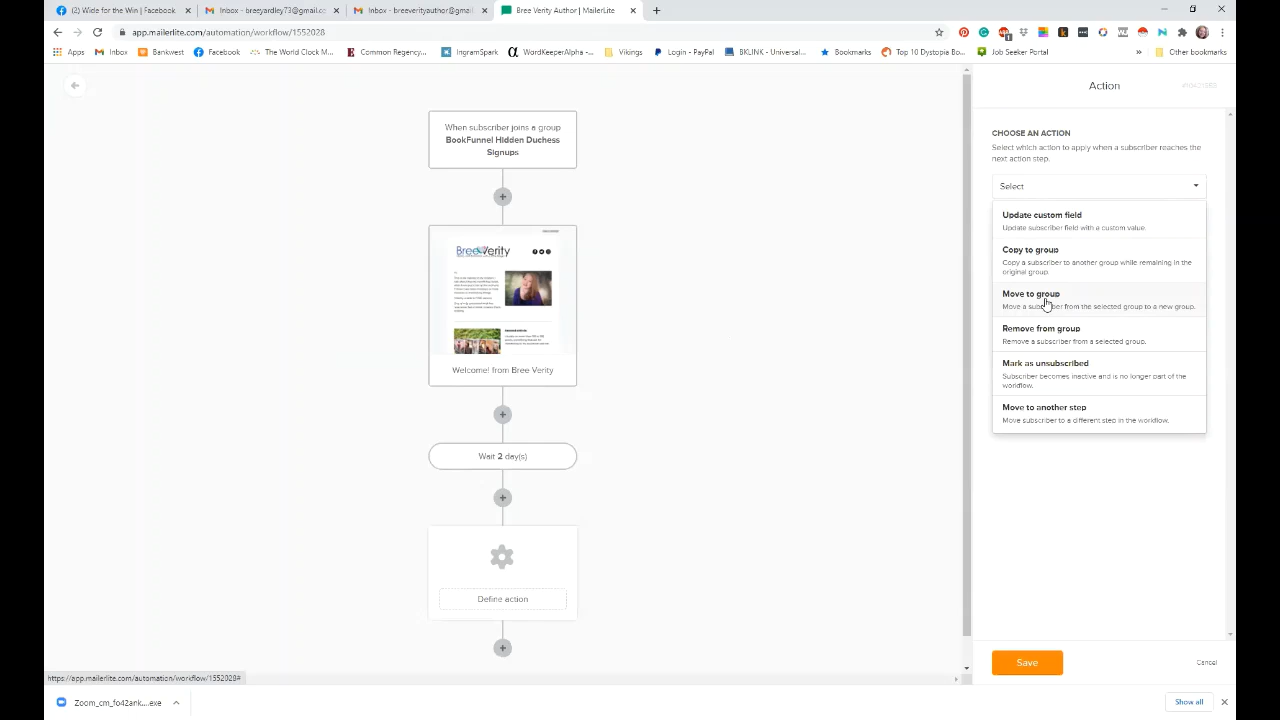 (2) Wide for the Win | Facebook
Inbox - breeyardley73@gmail.co
Inbox - breeverityauthor@gmail
Bree Verity Author | MailerLite
app.mailerlite.com/automation/workflow/1552028
Apps
Inbox
Bankwest
Facebook
The World Clock M...
Common Regency...
IngramSpark
WordKeeperAlpha -...
Vikings
Login - PayPal
BKLINK - Universal...
Bookmarks
Top 10 Dystopia Bo...
Job Seeker Portal
»
Other bookmarks
When subscriber joins a group
BookFunnel Hidden Duchess
Signups
Bree Verity
Welcome! from Bree Verity
Wait 2 day(s)
Define action
Action
CHOOSE AN ACTION
Select which action to apply when a subscriber reaches the
next action step.
Select
Update custom field
Update subscriber field with a custom value.
Copy to group
Copy a subscriber to another group while remaining in the
original group.
Move to group
Move a subscriber from the selected group to a new group.
Remove from group
Remove a subscriber from a selected group.
Mark as unsubscribed
Subscriber becomes inactive and is no longer part of the
workflow.
Move to another step
Move subscriber to a different step in the workflow.
Save
Cancel
https://app.mailerlite.com/automation/workflow/1552028#
Zoom_cm_fo42ank....exe
Show all